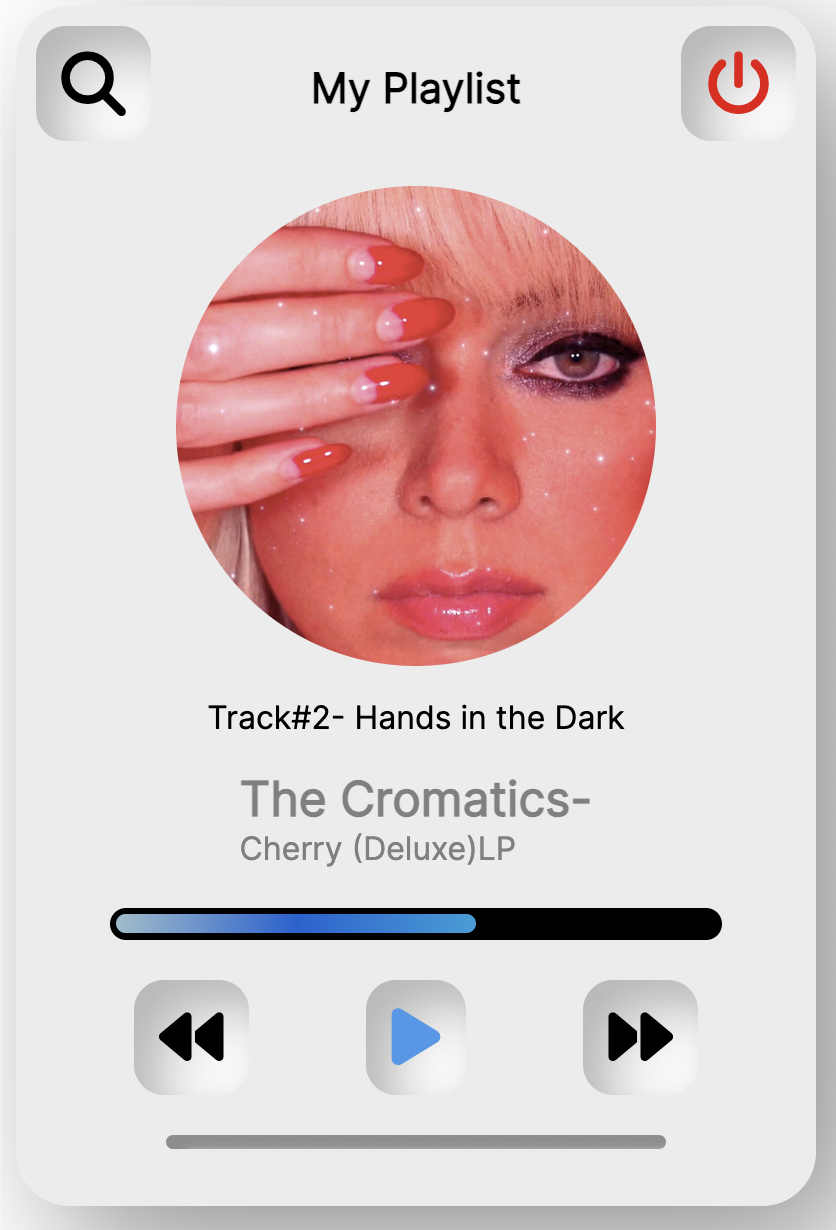 My Playlist
Track#2- Hands in the Dark
The Cromatics-
Cherry (Deluxe)LP